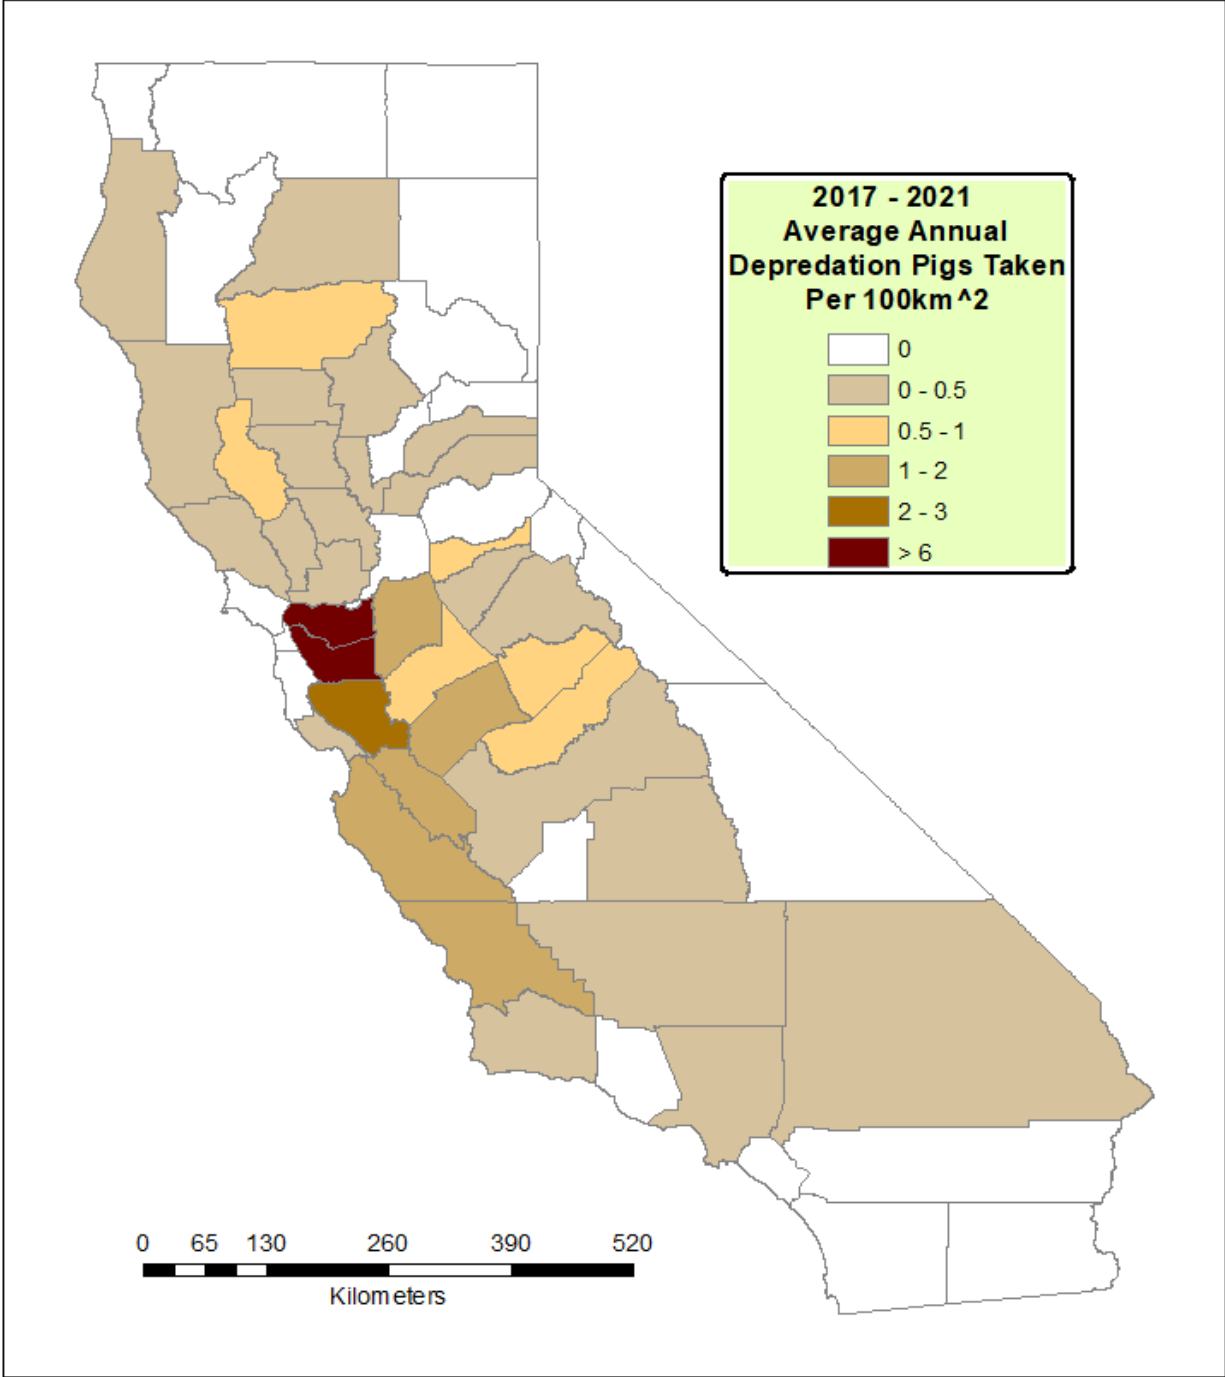 2017 - 2021
Average Annual
Depredation Pigs Taken
Per 100km^2
0
0 - 0.5
0.5 - 1
1 - 2
2 - 3
> 6
0 65 130 260 390 520
Kilometers